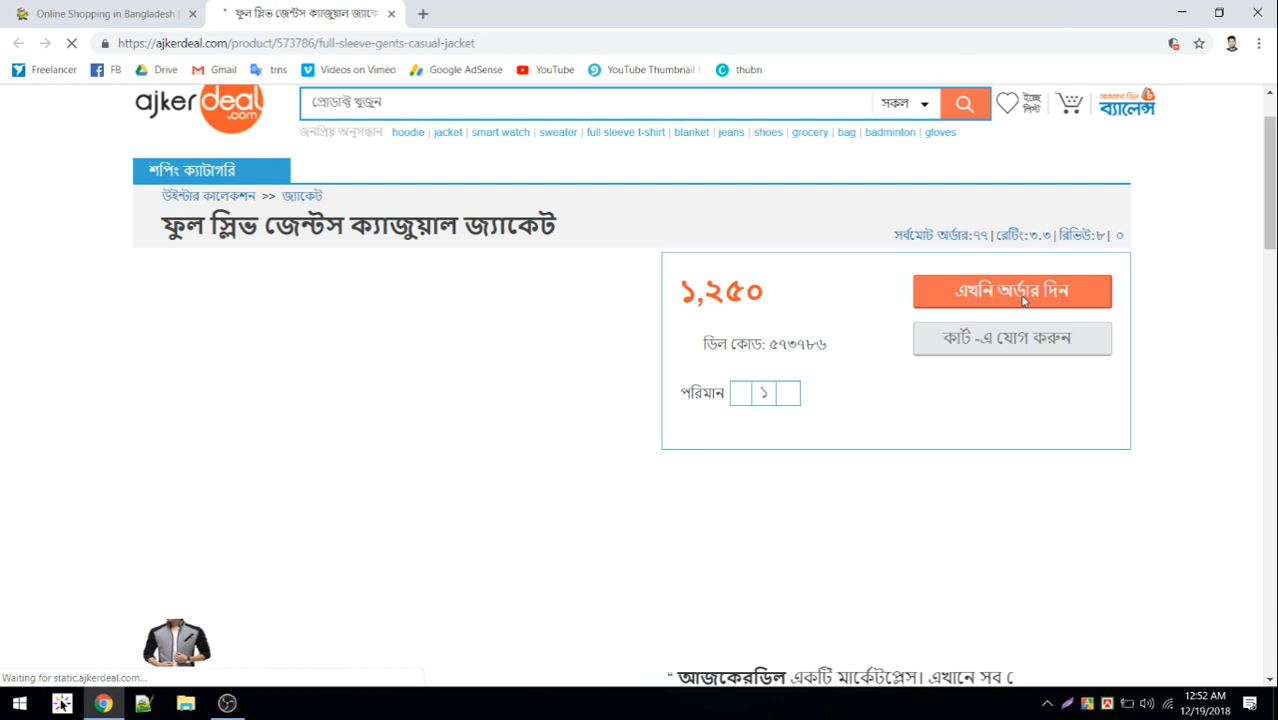 Online Shopping in Bangladesh
ফুল স্লিভ জেন্টস ক্যাজুয়াল জ্যাকে
https://ajkerdeal.com/product/573786/full-sleeve-gents-casual-jacket
Freelancer FB Drive Gmail trns Videos on Vimeo Google AdSense YouTube YouTube Thumbnail thubn
ajkerdeal.com
প্রোডাক্ট খুজুন
সকল
ইচ্ছে লিস্ট
আজকের ডিল
ব্যালেন্স
জনপ্রিয় অনুসন্ধান: hoodie | jacket | smart watch | sweater | full sleeve t-shirt | blanket | jeans | shoes | grocery | bag | badminton | gloves
শপিং ক্যাটাগরি
উইন্টার কালেকশন >> জ্যাকেট
ফুল স্লিভ জেন্টস ক্যাজুয়াল জ্যাকেট
সর্বমোট অর্ডার:৭৭ | রেটিং:৩.৩ | রিভিউ:৮ | ০
১,২৫০
এখনি অর্ডার দিন
ডিল কোড: ৫৭৩৭৮৬
কার্ট -এ যোগ করুন
পরিমান ১
“ আজকেরডিল একটি মার্কেটপ্লেস। এখানে সব
Waiting for static.ajkerdeal.com...
12:52 AM
12/19/2018